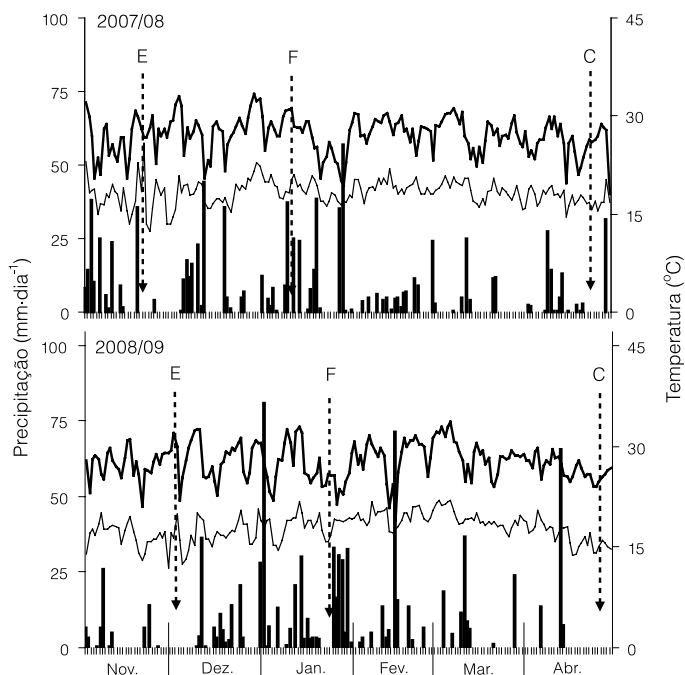 2007/08
100
75
50
25
0
45
30
15
0
E
F
C
Precipitação (mm·dia⁻¹)
Temperatura (°C)
2008/09
100
75
50
25
0
45
30
15
0
E
F
C
Nov. Dez. Jan. Fev. Mar. Abr.